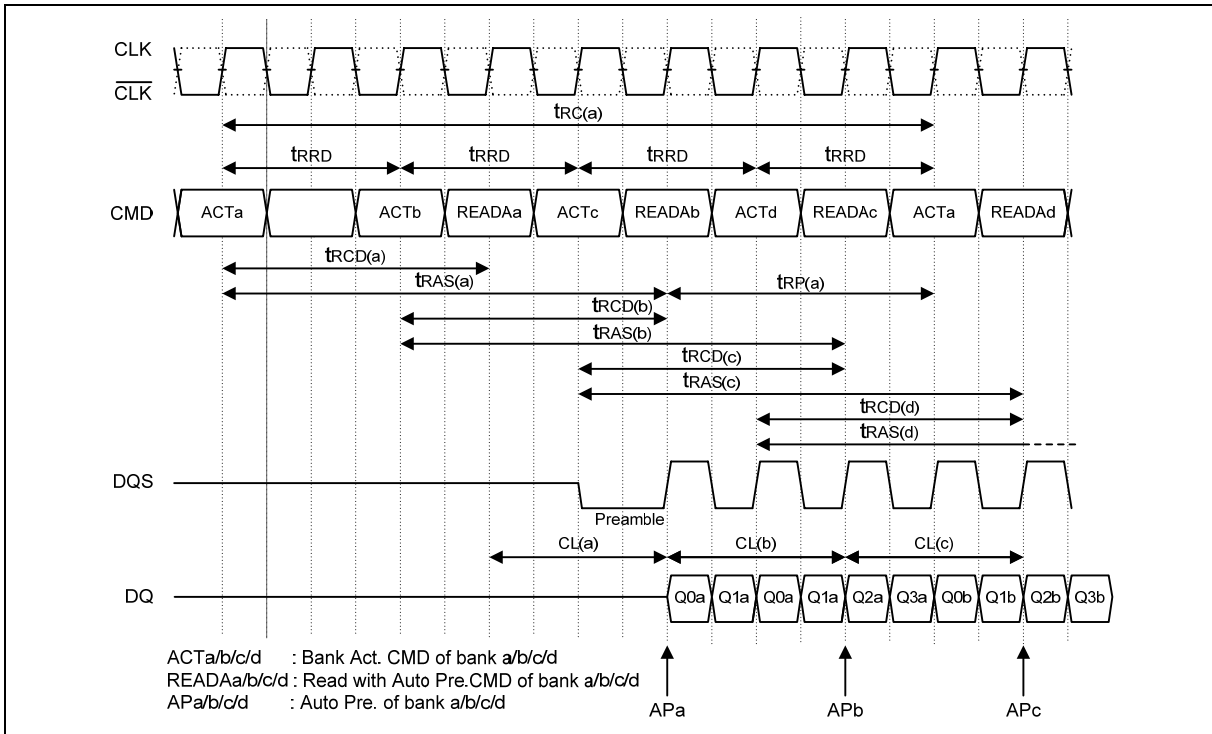 CLK
CLK
tRC(a)
tRRD tRRD tRRD tRRD
CMD ACTa ACTb READAa ACTc READAb ACTd READAc ACTa READAd
tRCD(a)
tRAS(a) tRP(a)
tRCD(b)
tRAS(b)
tRCD(c)
tRAS(c)
tRCD(d)
tRAS(d)
DQS
Preamble
CL(a) CL(b) CL(c)
DQ Q0a Q1a Q0a Q1a Q2a Q3a Q0b Q1b Q2b Q3b
ACTa/b/c/d : Bank Act. CMD of bank a/b/c/d
READAa/b/c/d : Read with Auto Pre.CMD of bank a/b/c/d
APa/b/c/d : Auto Pre. of bank a/b/c/d
APa APb APc